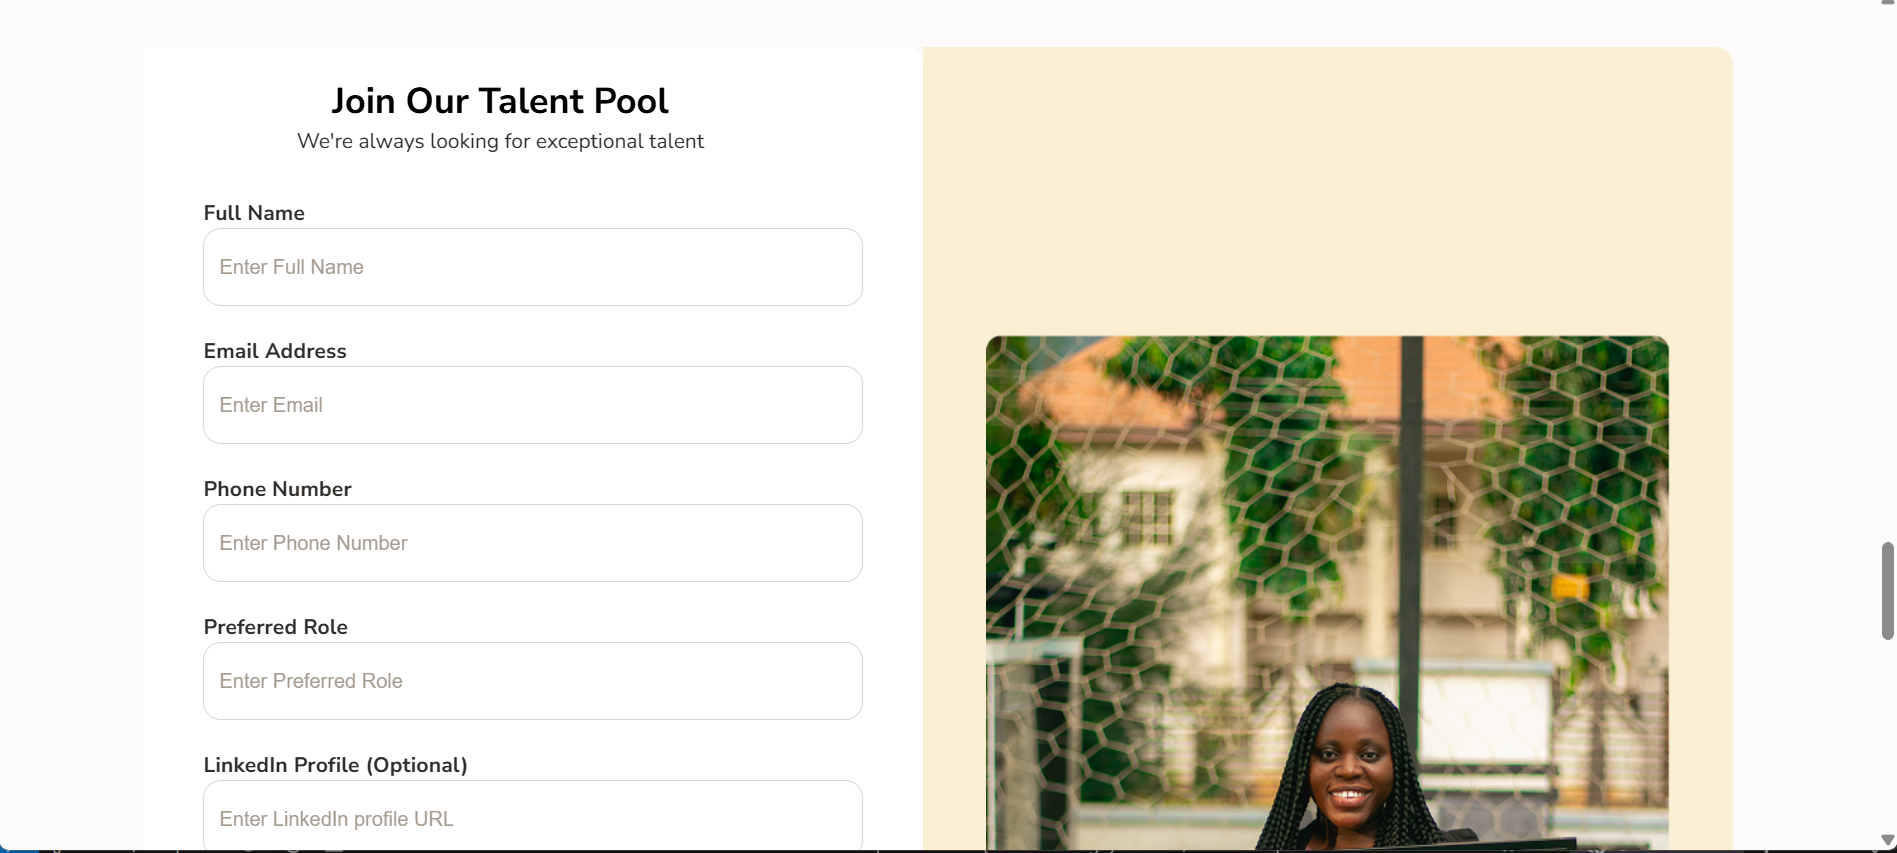 Join Our Talent Pool
We're always looking for exceptional talent
Full Name
Enter Full Name
Email Address
Enter Email
Phone Number
Enter Phone Number
Preferred Role
Enter Preferred Role
LinkedIn Profile (Optional)
Enter LinkedIn profile URL